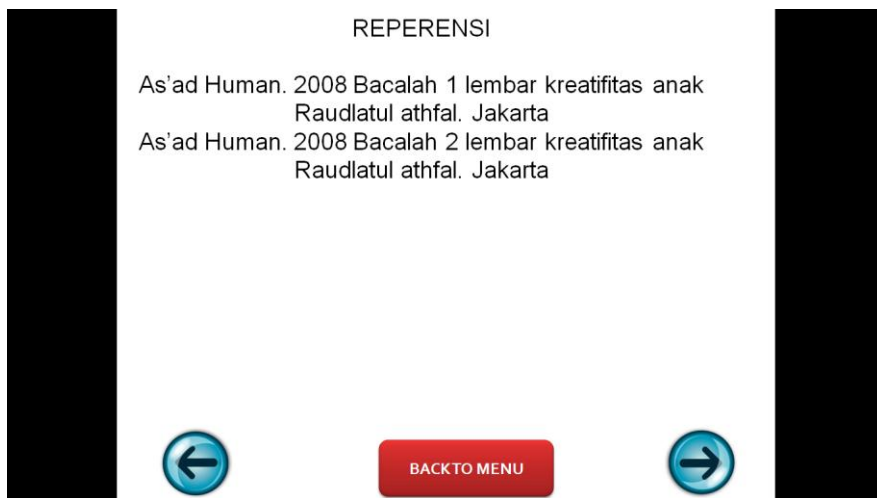 REPERENSI
As'ad Human. 2008 Bacalah 1 lembar kreatifitas anak
Raudlatul athfal. Jakarta
As'ad Human. 2008 Bacalah 2 lembar kreatifitas anak
Raudlatul athfal. Jakarta
BACKTO MENU